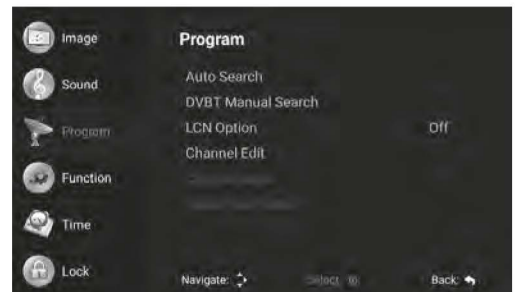 Image
Sound
Program
Function
Time
Lock
Program
Auto Search
DVBT Manual Search
LCN Option Off
Channel Edit
Navigate: Select: Back: